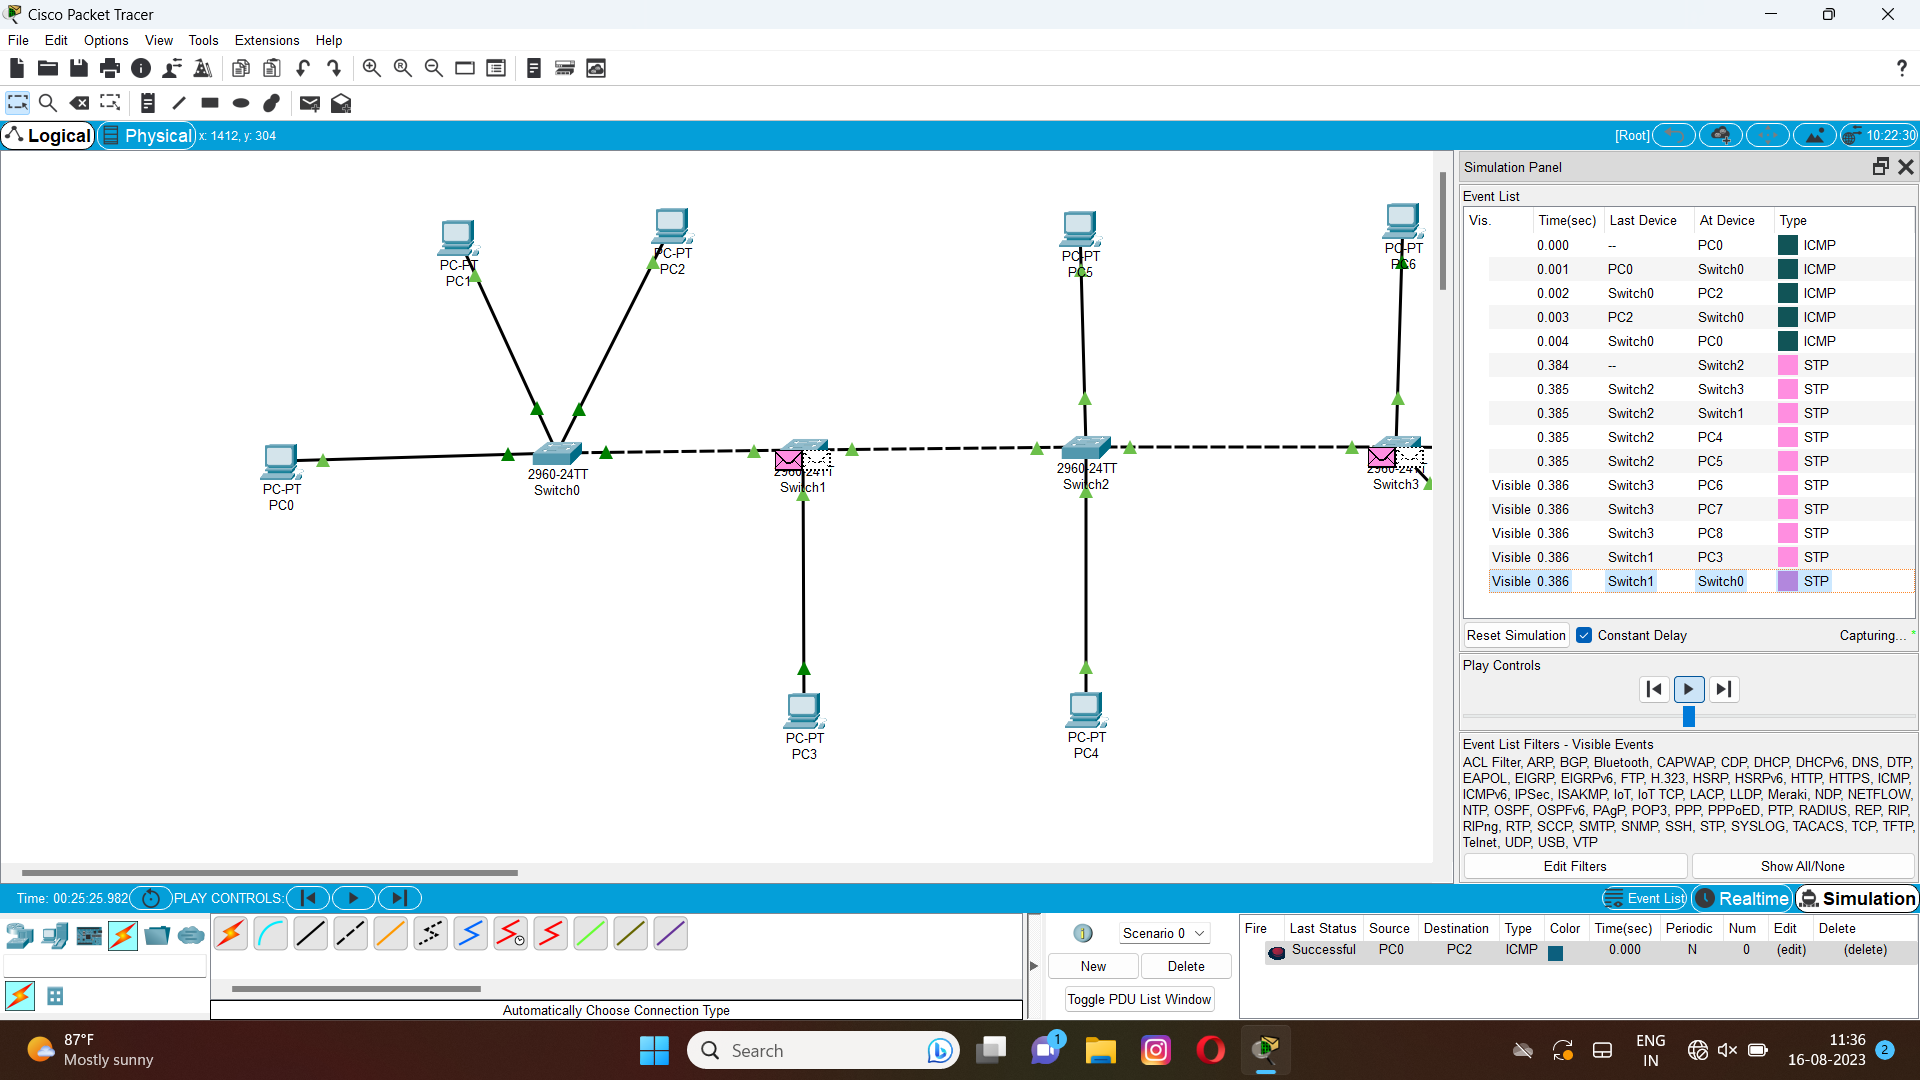 Cisco Packet Tracer
File Edit Options View Tools Extensions Help
Logical Physical x: 1412, y: 304 [Root] 10:22:30
PC-PT
PC1
PC-PT
PC2
PC-PT
PC5
PC-PT
PC6
PC-PT
PC0
2960-24TT
Switch0
2960-24TT
Switch1
2960-24TT
Switch2
2960-24TT
Switch3
PC-PT
PC3
PC-PT
PC4
Simulation Panel
Event List
Vis. Time(sec) Last Device At Device Type
0.000 -- PC0 ICMP
0.001 PC0 Switch0 ICMP
0.002 Switch0 PC2 ICMP
0.003 PC2 Switch0 ICMP
0.004 Switch0 PC0 ICMP
0.384 -- Switch2 STP
0.385 Switch2 Switch3 STP
0.385 Switch2 Switch1 STP
0.385 Switch2 PC4 STP
0.385 Switch2 PC5 STP
Visible 0.386 Switch3 PC6 STP
Visible 0.386 Switch3 PC7 STP
Visible 0.386 Switch3 PC8 STP
Visible 0.386 Switch1 PC3 STP
Visible 0.386 Switch1 Switch0 STP
Reset Simulation Constant Delay Capturing...
Play Controls
Event List Filters - Visible Events
ACL Filter, ARP, BGP, Bluetooth, CAPWAP, CDP, DHCP, DHCPv6, DNS, DTP,
EAPOL, EIGRP, EIGRPv6, FTP, H.323, HSRP, HSRPv6, HTTP, HTTPS, ICMP,
ICMPv6, IPSec, ISAKMP, IoT, IoT TCP, LACP, LLDP, Meraki, NDP, NETFLOW,
NTP, OSPF, OSPFv6, PAgP, POP3, PPP, PPPoED, PTP, RADIUS, REP, RIP,
RIPng, RTP, SCCP, SMTP, SNMP, SSH, STP, SYSLOG, TACACS, TCP, TFTP,
Telnet, UDP, USB, VTP
Edit Filters Show All/None
Time: 00:25:25.982 PLAY CONTROLS: Event List Realtime Simulation
Automatically Choose Connection Type
Scenario 0
New Delete
Toggle PDU List Window
Fire Last Status Source Destination Type Color Time(sec) Periodic Num Edit Delete
Successful PC0 PC2 ICMP 0.000 N 0 (edit) (delete)
87°F
Mostly sunny
Search
1
ENG
IN
11:36
16-08-2023
2